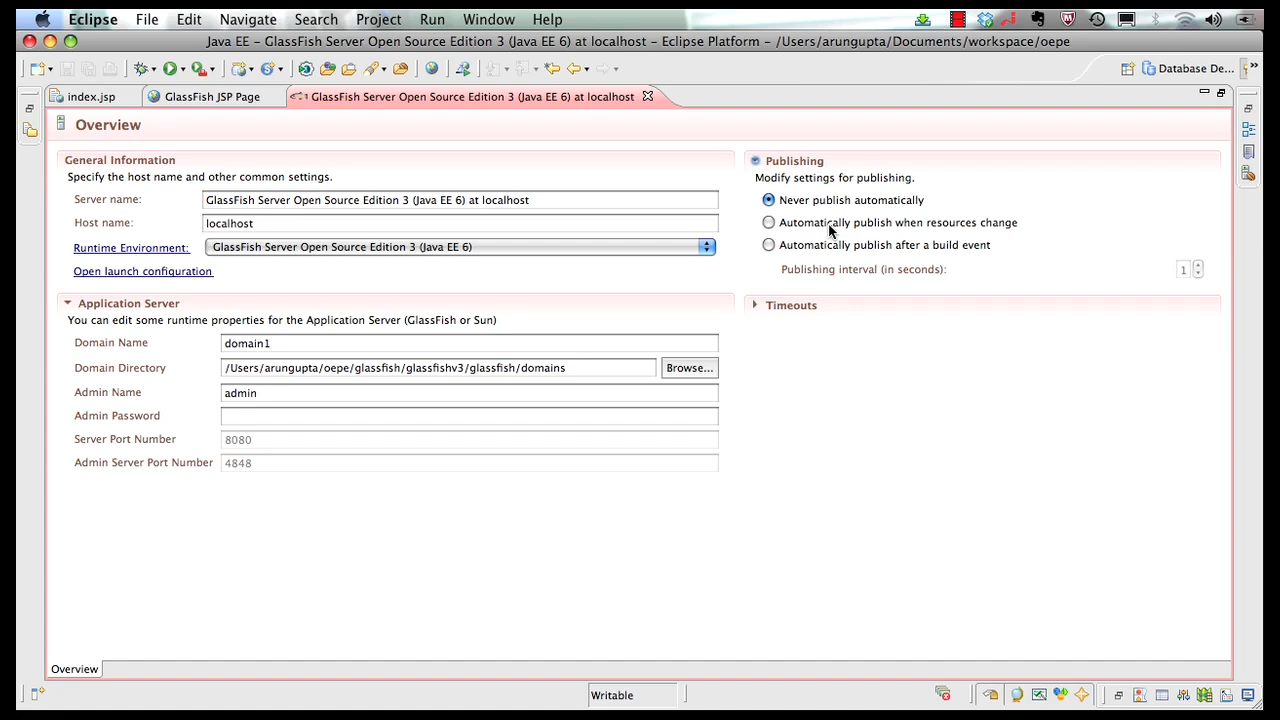 Eclipse File Edit Navigate Search Project Run Window Help
Java EE – GlassFish Server Open Source Edition 3 (Java EE 6) at localhost – Eclipse Platform – /Users/arungupta/Documents/workspace/oepe
Database De...
index.jsp GlassFish JSP Page GlassFish Server Open Source Edition 3 (Java EE 6) at localhost
Overview
General Information
Specify the host name and other common settings.
Server name: GlassFish Server Open Source Edition 3 (Java EE 6) at localhost
Host name: localhost
Runtime Environment: GlassFish Server Open Source Edition 3 (Java EE 6)
Open launch configuration
Application Server
You can edit some runtime properties for the Application Server (GlassFish or Sun)
Domain Name domain1
Domain Directory /Users/arungupta/oepe/glassfish/glassfishv3/glassfish/domains Browse...
Admin Name admin
Admin Password
Server Port Number 8080
Admin Server Port Number 4848
Publishing
Modify settings for publishing.
Never publish automatically
Automatically publish when resources change
Automatically publish after a build event
Publishing interval (in seconds): 1
Timeouts
Overview
Writable